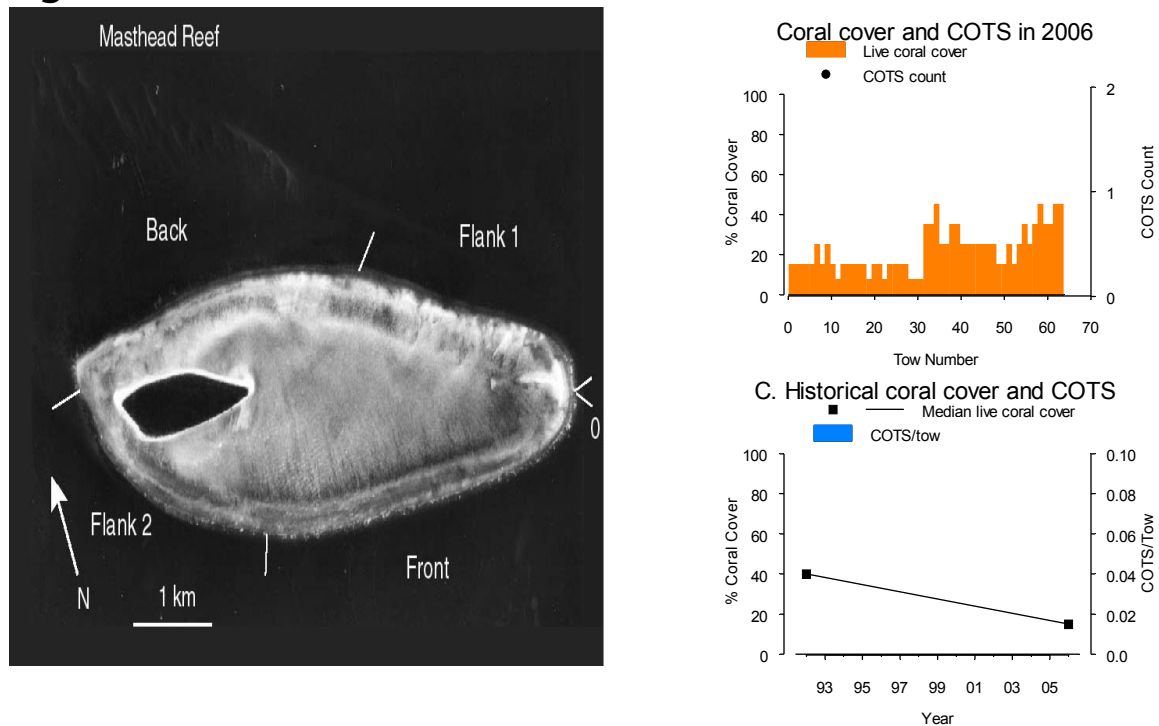 Masthead Reef
Back
Flank 1
0
Flank 2
Front
N
1 km
Coral cover and COTS in 2006
Live coral cover
COTS count
100
80
60
40
20
0
% Coral Cover
2
1
0
COTS Count
0 10 20 30 40 50 60 70
Tow Number
C. Historical coral cover and COTS
Median live coral cover
COTS/tow
100
80
60
40
20
0
% Coral Cover
0.10
0.08
0.06
0.04
0.02
0.0
COTS/Tow
93 95 97 99 01 03 05
Year